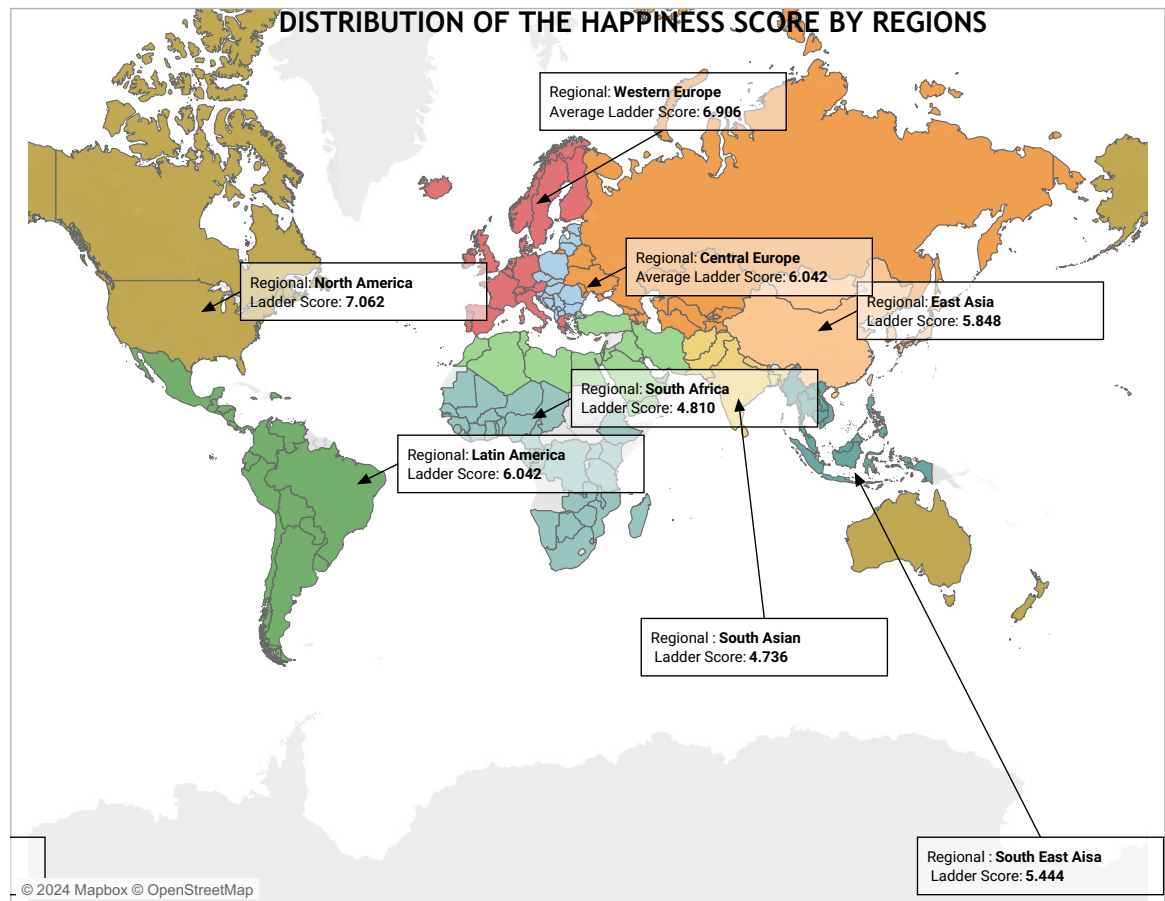 DISTRIBUTION OF THE HAPPINESS SCORE BY REGIONS
Regional: Western Europe
Average Ladder Score: 6.906
Regional: Central Europe
Average Ladder Score: 6.042
Regional: North America
Ladder Score: 7.062
Regional: East Asia
Ladder Score: 5.848
Regional: South Africa
Ladder Score: 4.810
Regional: Latin America
Ladder Score: 6.042
Regional : South Asian
Ladder Score: 4.736
Regional : South East Aisa
Ladder Score: 5.444
© 2024 Mapbox © OpenStreetMap